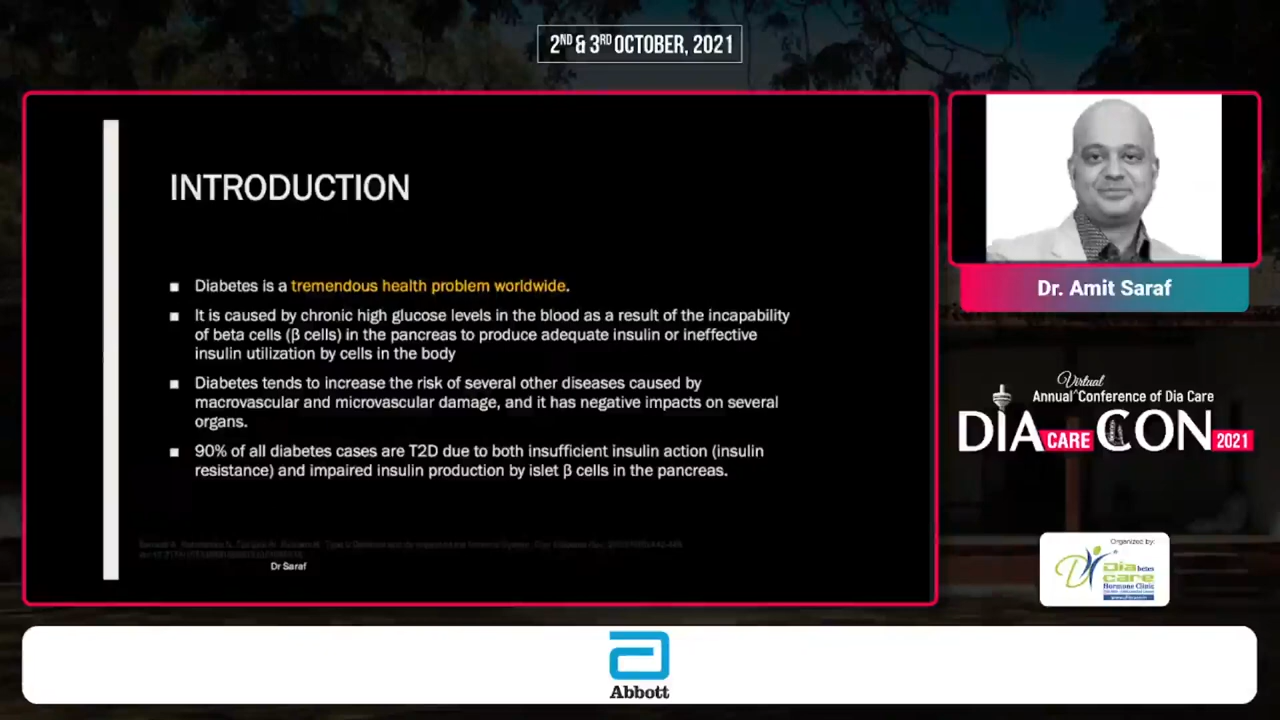 2ND & 3RD OCTOBER, 2021
INTRODUCTION
■ Diabetes is a tremendous health problem worldwide.
■ It is caused by chronic high glucose levels in the blood as a result of the incapability
of beta cells (β cells) in the pancreas to produce adequate insulin or ineffective
insulin utilization by cells in the body
■ Diabetes tends to increase the risk of several other diseases caused by
macrovascular and microvascular damage, and it has negative impacts on several
organs.
■ 90% of all diabetes cases are T2D due to both insufficient insulin action (insulin
resistance) and impaired insulin production by islet β cells in the pancreas.
Dr Saraf
Dr. Amit Saraf
Virtual
Annual^Conference of Dia Care
DIA CARE CON 2021
Organized by:
Diabetes
care
Hormone Clinic
Abbott